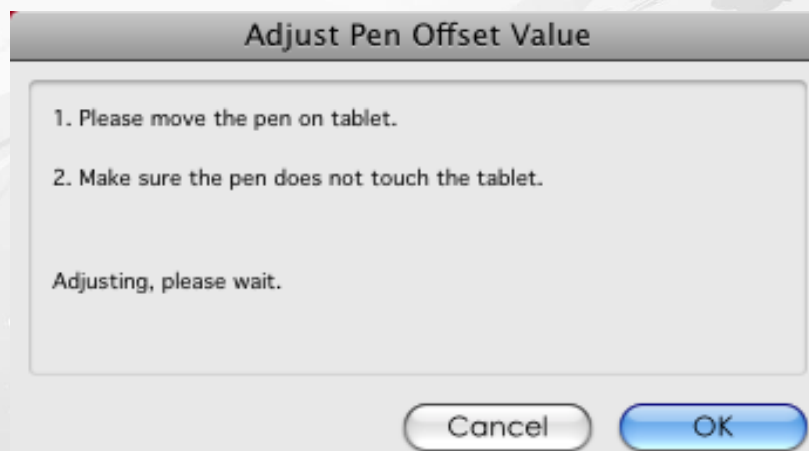 Adjust Pen Offset Value
1. Please move the pen on tablet.
2. Make sure the pen does not touch the tablet.
Adjusting, please wait.
Cancel OK